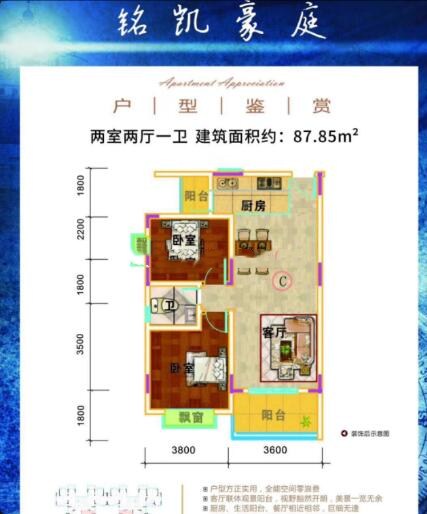 铭凯豪庭
Apartment Appreciation
户型鉴赏
两室两厅一卫 建筑面积约：87.85m²
阳台
厨房
卧室
C
卫
客厅
卧室
飘窗
阳台
1800
2200
1800
3500
1800
3800
3600
装饰后示意图
户型方正实用，全能空间零浪费
客厅联体观景阳台，视野豁然开朗，美景一览无余
厨房、生活阳台、餐厅相近相邻，巨细无遗